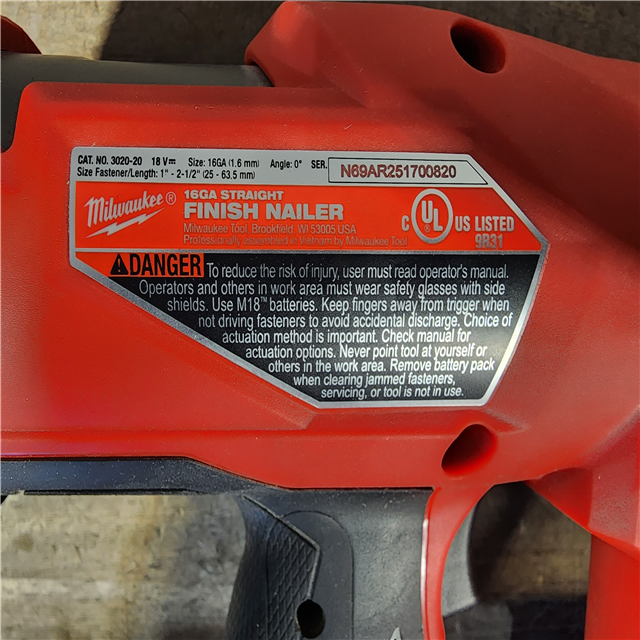 CAT. NO. 3020-20 18 V⎓ Size: 16GA (1.6 mm) Angle: 0° SER. N69AR251700820
Size Fastener/Length: 1" - 2-1/2" (25 - 63.5 mm)
Milwaukee®
16GA STRAIGHT
FINISH NAILER
Milwaukee Tool, Brookfield, WI 53005 USA
Professionally assembled in Vietnam by Milwaukee Tool
C UL US LISTED
9B31
⚠DANGER To reduce the risk of injury, user must read operator's manual.
Operators and others in work area must wear safety glasses with side
shields. Use M18™ batteries. Keep fingers away from trigger when
not driving fasteners to avoid accidental discharge. Choice of
actuation method is important. Check manual for
actuation options. Never point tool at yourself or
others in the work area. Remove battery pack
when clearing jammed fasteners,
servicing, or tool is not in use.